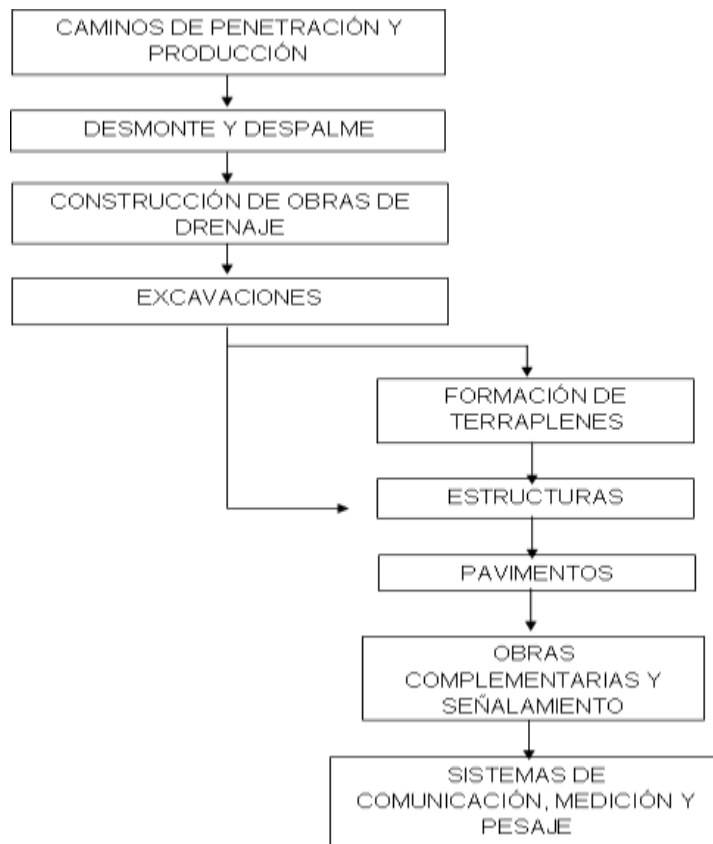 CAMINOS DE PENETRACIÓN Y
PRODUCCIÓN
DESMONTE Y DESPALME
CONSTRUCCIÓN DE OBRAS DE
DRENAJE
EXCAVACIONES
FORMACIÓN DE
TERRAPLENES
ESTRUCTURAS
PAVIMENTOS
OBRAS
COMPLEMENTARIAS Y
SEÑALAMIENTO
SISTEMAS DE
COMUNICACIÓN, MEDICIÓN Y
PESAJE